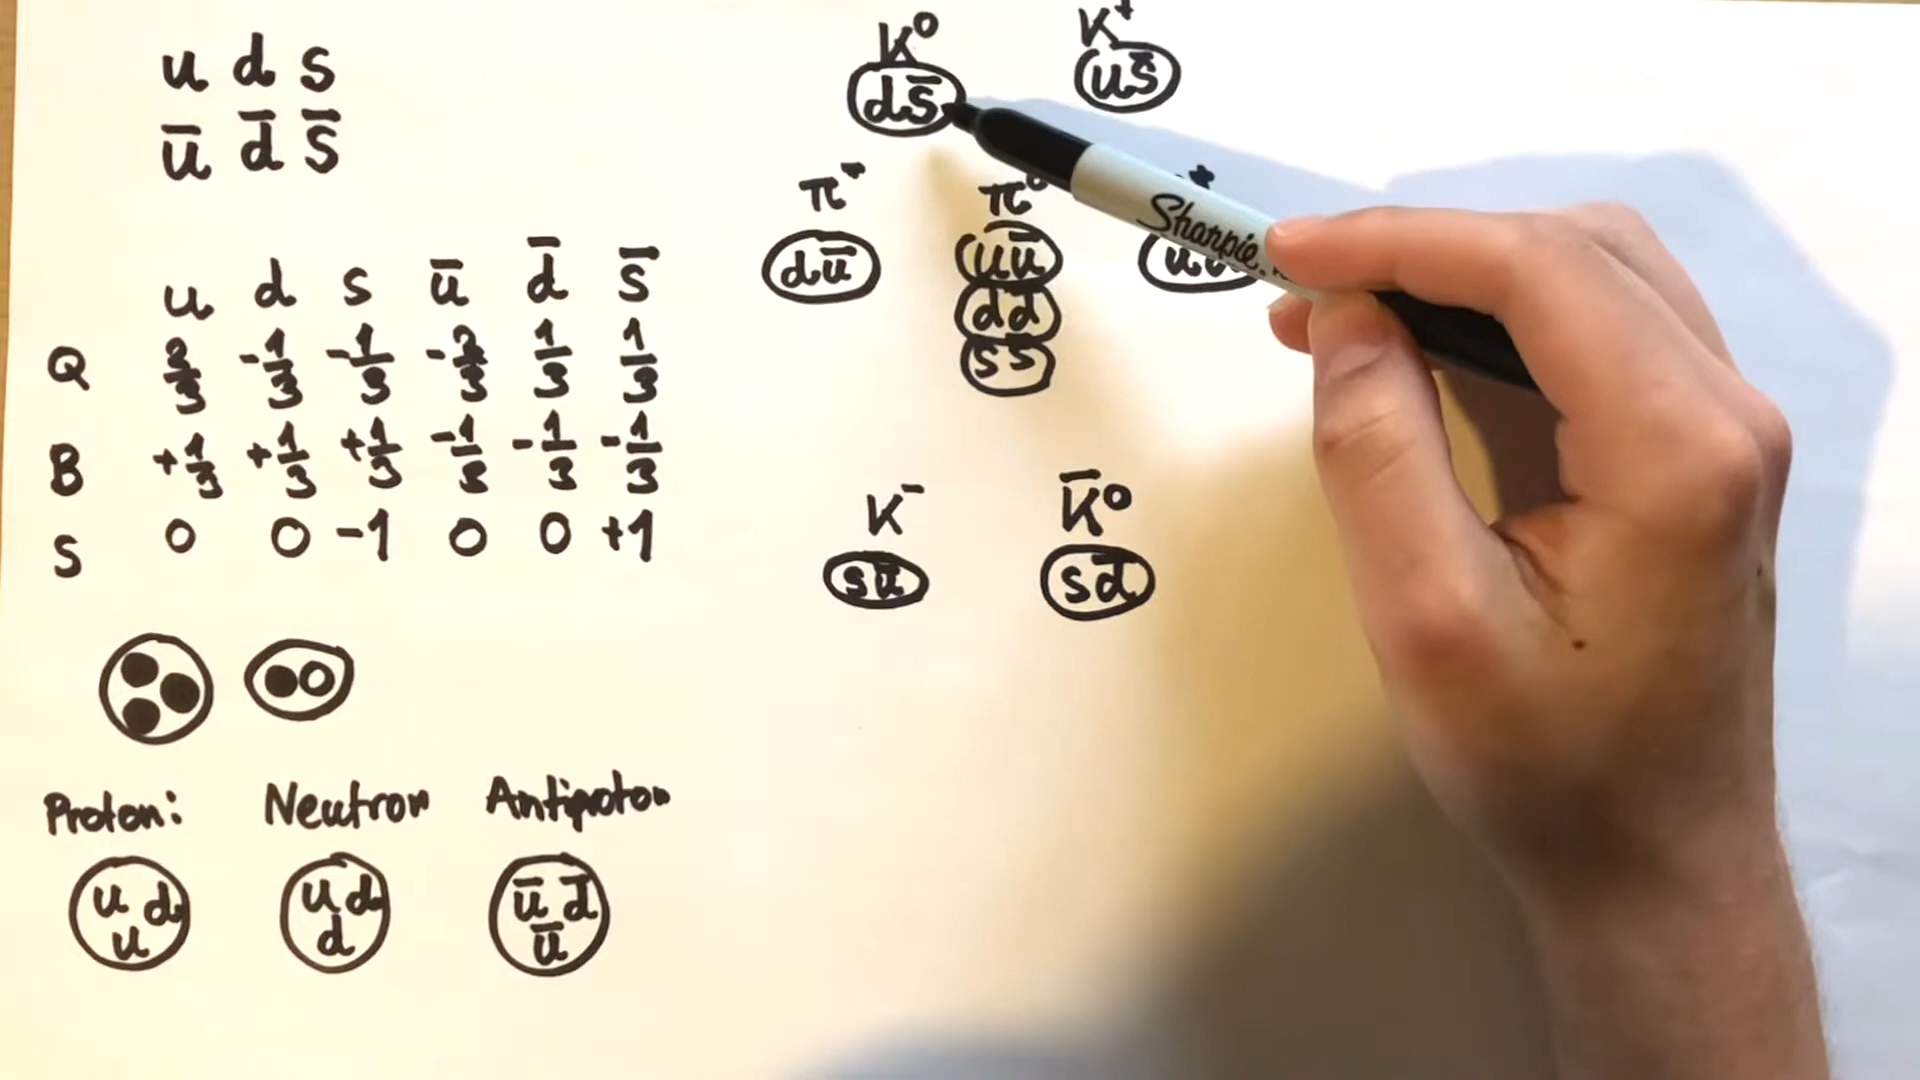 u d s
ū d̄ s̄
u d s ū d̄ s̄
Q 2/3 -1/3 -1/3 -2/3 1/3 1/3
B +1/3 +1/3 +1/3 -1/3 -1/3 -1/3
S 0 0 -1 0 0 +1
Proton: Neutron Antiproton
u d u
u d d
ū d̄ ū
K⁰ K⁺
ds̄ us̄
π⁻ π⁰
dū uū
dd̄
ss̄
K⁻ K̄⁰
sū sd̄
Sharpie